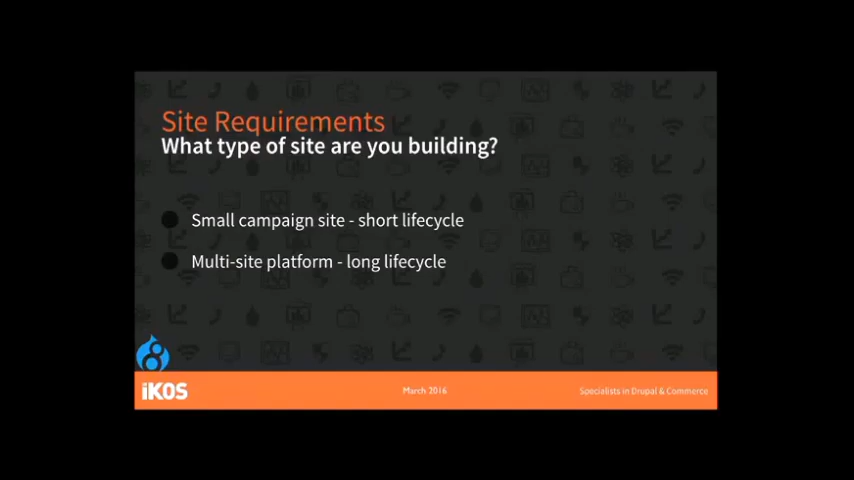 Site Requirements
What type of site are you building?
Small campaign site - short lifecycle
Multi-site platform - long lifecycle
iKOS
March 2016
Specialists in Drupal & Commerce